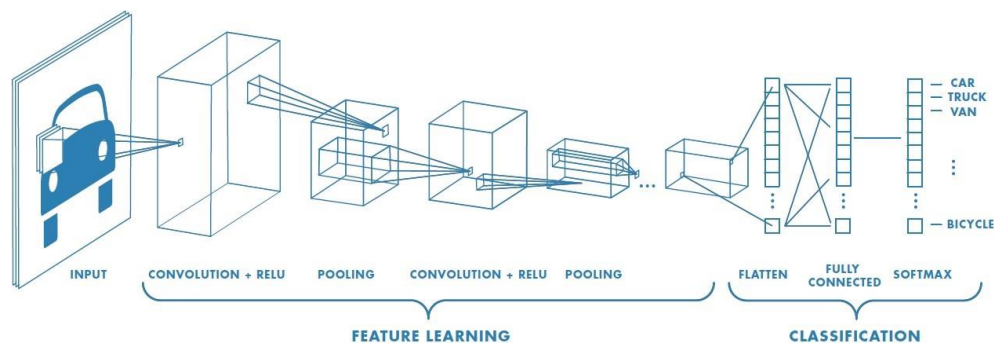 CAR
TRUCK
VAN
BICYCLE
INPUT
CONVOLUTION + RELU
POOLING
CONVOLUTION + RELU
POOLING
FLATTEN
FULLY
CONNECTED
SOFTMAX
FEATURE LEARNING
CLASSIFICATION